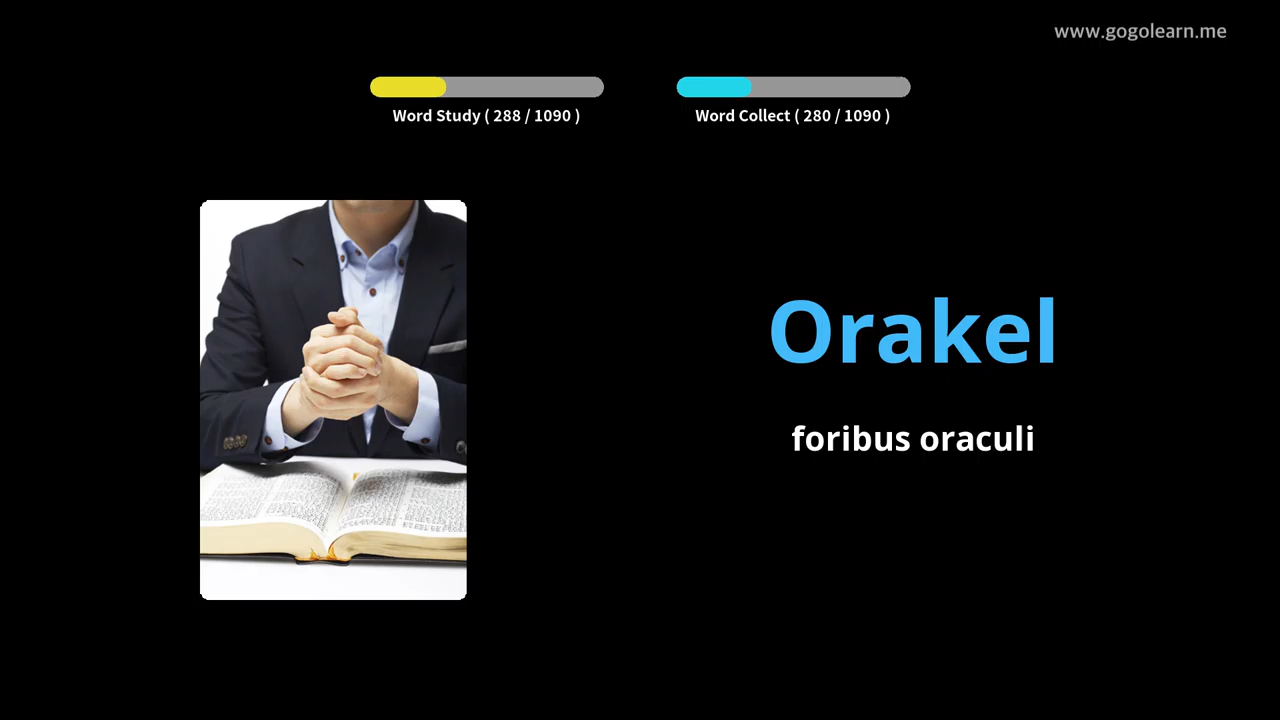 www.gogolearn.me
Word Study ( 288 / 1090 )
Word Collect ( 280 / 1090 )
Orakel
foribus oraculi